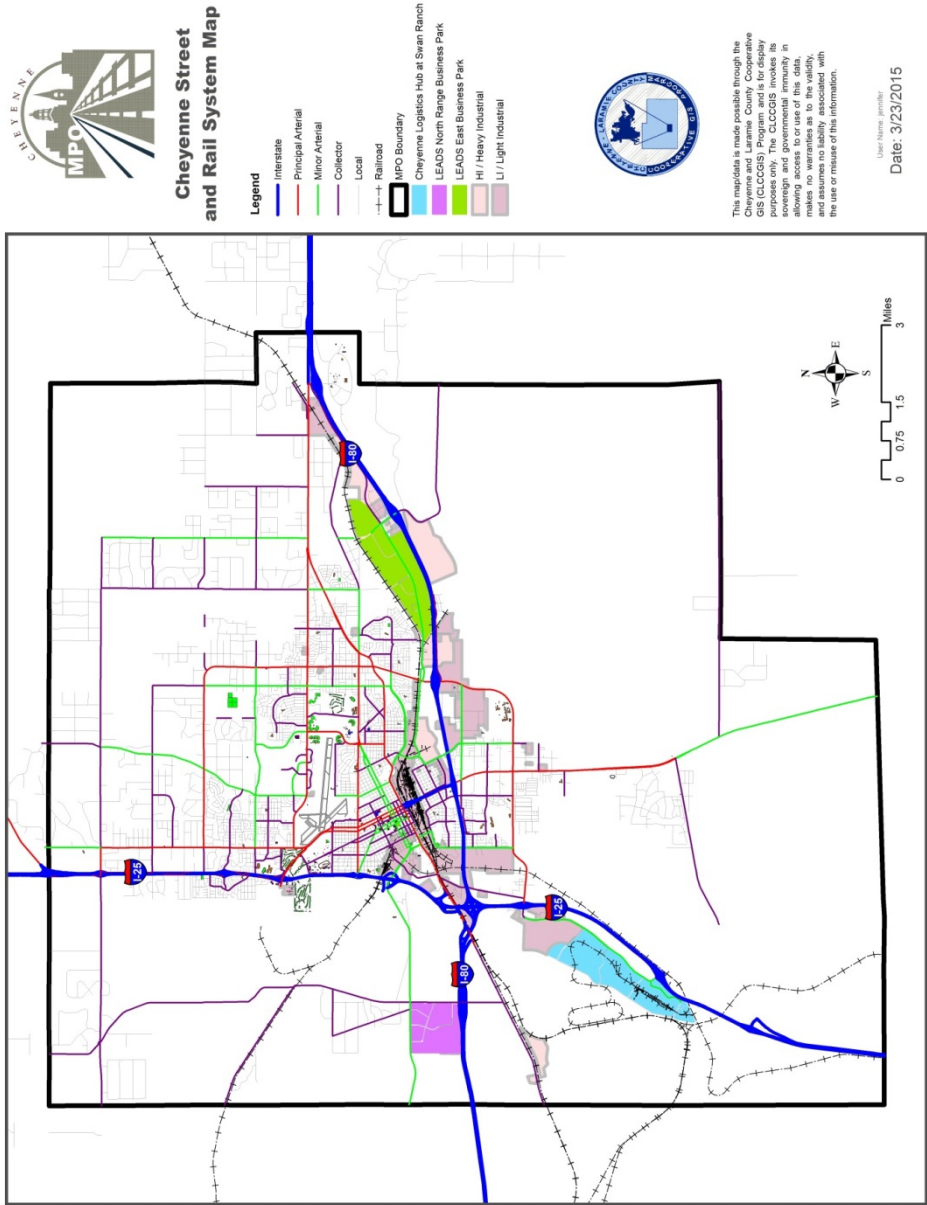 CHEYENNE
MPO
Cheyenne Street
and Rail System Map
Legend
Interstate
Principal Arterial
Minor Arterial
Collector
Local
Railroad
MPO Boundary
Cheyenne Logistics Hub at Swan Ranch
LEADS North Range Business Park
LEADS East Business Park
HI / Heavy Industrial
LI / Light Industrial
CHEYENNE - LARAMIE COUNTY
COOPERATIVE GIS
This map/data is made possible through the
Cheyenne and Laramie County Cooperative
GIS (CLCCGIS) Program and is for display
purposes only. The CLCCGIS invokes its
sovereign and governmental immunity in
allowing access to or use of this data,
makes no warranties as to the validity,
and assumes no liability associated with
the use or misuse of this information.
User Name: jennifer
Date: 3/23/2015
I-25
I-80
I-80
I-25
N
W E
S
0 0.75 1.5 3
Miles